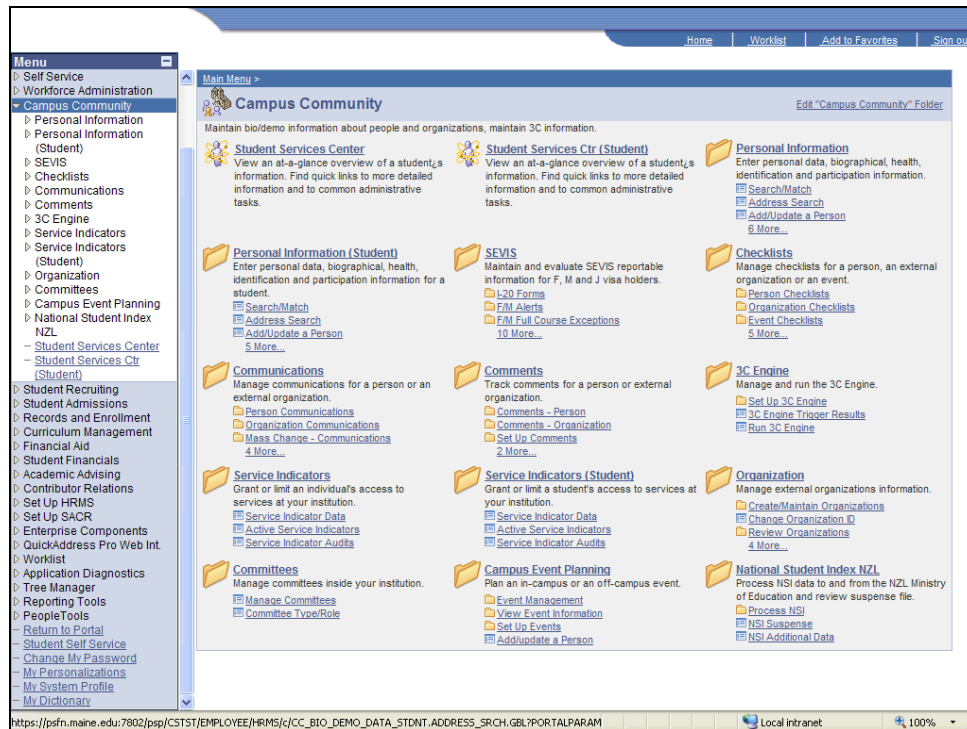 Home Worklist Add to Favorites Sign ou
Menu
Self Service
Workforce Administration
Campus Community
Personal Information
Personal Information
(Student)
SEVIS
Checklists
Communications
Comments
3C Engine
Service Indicators
Service Indicators
(Student)
Organization
Committees
Campus Event Planning
National Student Index
NZL
Student Services Center
Student Services Ctr
(Student)
Student Recruiting
Student Admissions
Records and Enrollment
Curriculum Management
Financial Aid
Student Financials
Academic Advising
Contributor Relations
Set Up HRMS
Set Up SACR
Enterprise Components
QuickAddress Pro Web Int.
Worklist
Application Diagnostics
Tree Manager
Reporting Tools
PeopleTools
Return to Portal
Student Self Service
Change My Password
My Personalizations
My System Profile
My Dictionary
Main Menu >
Campus Community
Edit "Campus Community" Folder
Maintain bio/demo information about people and organizations, maintain 3C information.
Student Services Center
View an at-a-glance overview of a student¿s
information. Find quick links to more detailed
information and to common administrative
tasks.
Student Services Ctr (Student)
View an at-a-glance overview of a student¿s
information. Find quick links to more detailed
information and to common administrative
tasks.
Personal Information
Enter personal data, biographical, health,
identification and participation information.
Search/Match
Address Search
Add/Update a Person
6 More...
Personal Information (Student)
Enter personal data, biographical, health,
identification and participation information for a
student.
Search/Match
Address Search
Add/Update a Person
5 More...
SEVIS
Maintain and evaluate SEVIS reportable
information for F, M and J visa holders.
I-20 Forms
F/M Alerts
F/M Full Course Exceptions
10 More...
Checklists
Manage checklists for a person, an external
organization or an event.
Person Checklists
Organization Checklists
Event Checklists
5 More...
Communications
Manage communications for a person or an
external organization.
Person Communications
Organization Communications
Mass Change - Communications
4 More...
Comments
Track comments for a person or external
organization.
Comments - Person
Comments - Organization
Set Up Comments
2 More...
3C Engine
Manage and run the 3C Engine.
Set Up 3C Engine
3C Engine Trigger Results
Run 3C Engine
Service Indicators
Grant or limit an individual's access to
services at your institution.
Service Indicator Data
Active Service Indicators
Service Indicator Audits
Service Indicators (Student)
Grant or limit a student's access to services at
your institution.
Service Indicator Data
Active Service Indicators
Service Indicator Audits
Organization
Manage external organizations information.
Create/Maintain Organizations
Change Organization ID
Review Organizations
4 More...
Committees
Manage committees inside your institution.
Manage Committees
Committee Type/Role
Campus Event Planning
Plan an in-campus or an off-campus event.
Event Management
View Event Information
Set Up Events
Add/update a Person
National Student Index NZL
Process NSI data to and from the NZL Ministry
of Education and review suspense file.
Process NSI
NSI Suspense
NSI Additional Data
https://psfn.maine.edu:7802/psp/CSTST/EMPLOYEE/HRMS/c/CC_BIO_DEMO_DATA_STDNT.ADDRESS_SRCH.GBL?PORTALPARAM Local intranet 100%